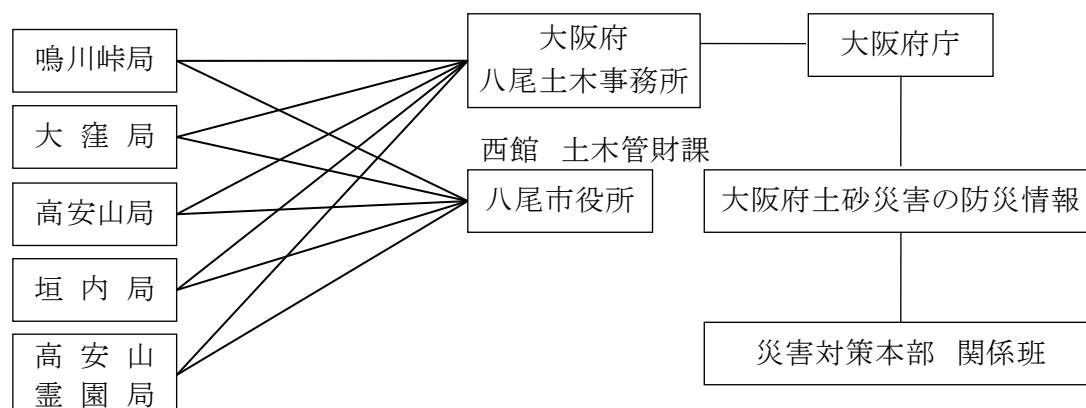 鳴川峠局
大窪局
高安山局
垣内局
高安山
霊園局
大阪府
八尾土木事務所
西館 土木管財課
八尾市役所
大阪府庁
大阪府土砂災害の防災情報
災害対策本部 関係班